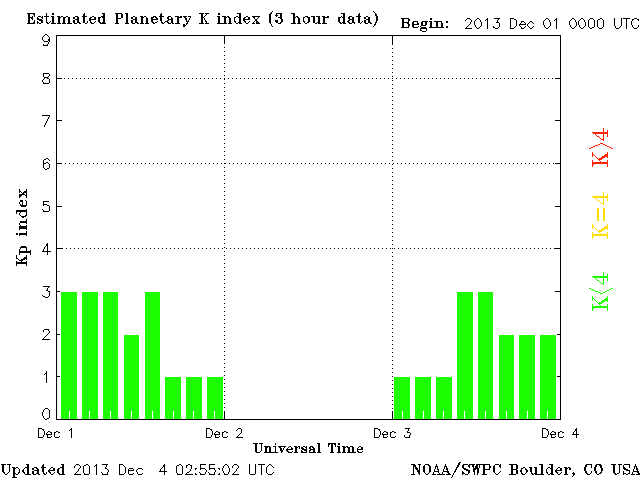 Estimated Planetary K index (3 hour data) Begin: 2013 Dec 01 0000 UTC
9
8
7
6
5
4
3
2
1
0
Kp index
K>4
K=4
K<4
Dec 1 Dec 2 Dec 3 Dec 4
Universal Time
Updated 2013 Dec 4 02:55:02 UTC NOAA/SWPC Boulder, CO USA